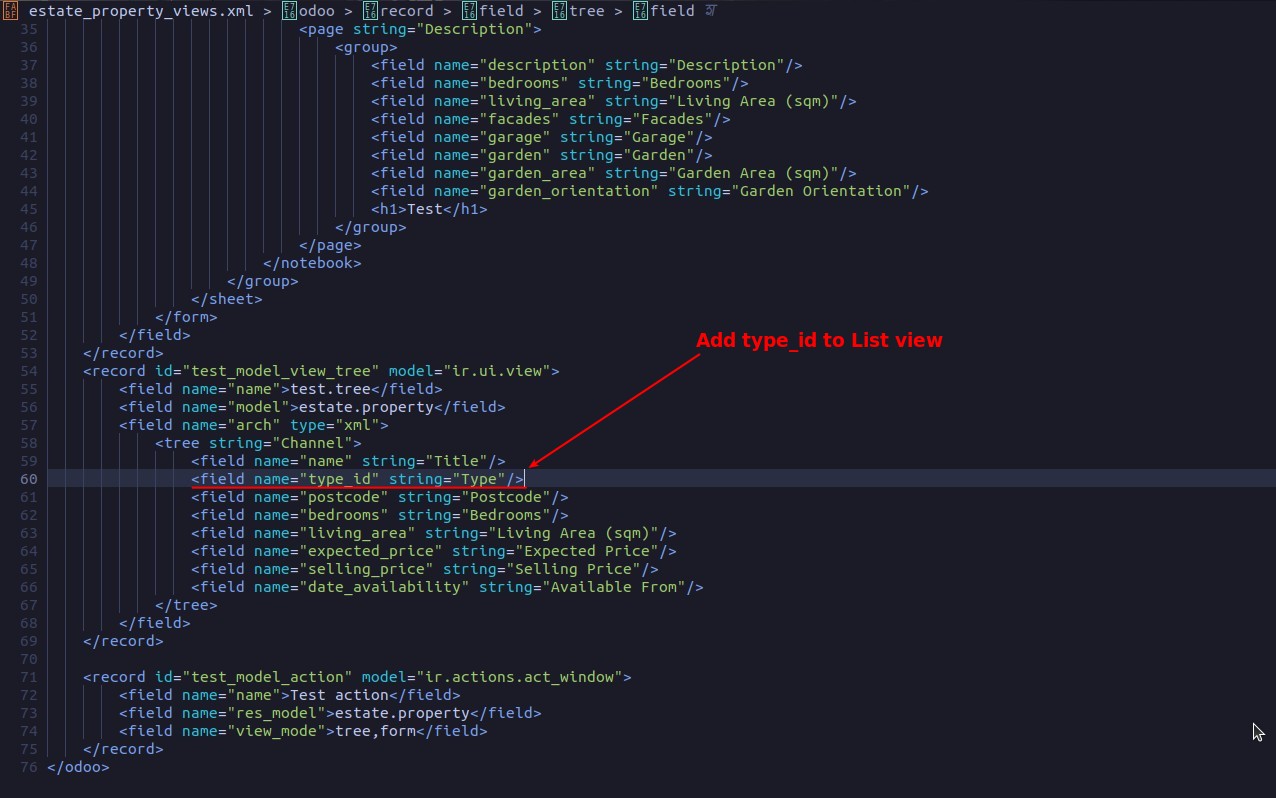 estate_property_views.xml > odoo > record > field > tree > field
35 <page string="Description">
36 <group>
37 <field name="description" string="Description"/>
38 <field name="bedrooms" string="Bedrooms"/>
39 <field name="living_area" string="Living Area (sqm)"/>
40 <field name="facades" string="Facades"/>
41 <field name="garage" string="Garage"/>
42 <field name="garden" string="Garden"/>
43 <field name="garden_area" string="Garden Area (sqm)"/>
44 <field name="garden_orientation" string="Garden Orientation"/>
45 <h1>Test</h1>
46 </group>
47 </page>
48 </notebook>
49 </group>
50 </sheet>
51 </form>
52 </field>
Add type_id to List view
53 </record>
54 <record id="test_model_view_tree" model="ir.ui.view">
55 <field name="name">test.tree</field>
56 <field name="model">estate.property</field>
57 <field name="arch" type="xml">
58 <tree string="Channel">
59 <field name="name" string="Title"/>
60 <field name="type_id" string="Type"/>
61 <field name="postcode" string="Postcode"/>
62 <field name="bedrooms" string="Bedrooms"/>
63 <field name="living_area" string="Living Area (sqm)"/>
64 <field name="expected_price" string="Expected Price"/>
65 <field name="selling_price" string="Selling Price"/>
66 <field name="date_availability" string="Available From"/>
67 </tree>
68 </field>
69 </record>
70
71 <record id="test_model_action" model="ir.actions.act_window">
72 <field name="name">Test action</field>
73 <field name="res_model">estate.property</field>
74 <field name="view_mode">tree,form</field>
75 </record>
76 </odoo>